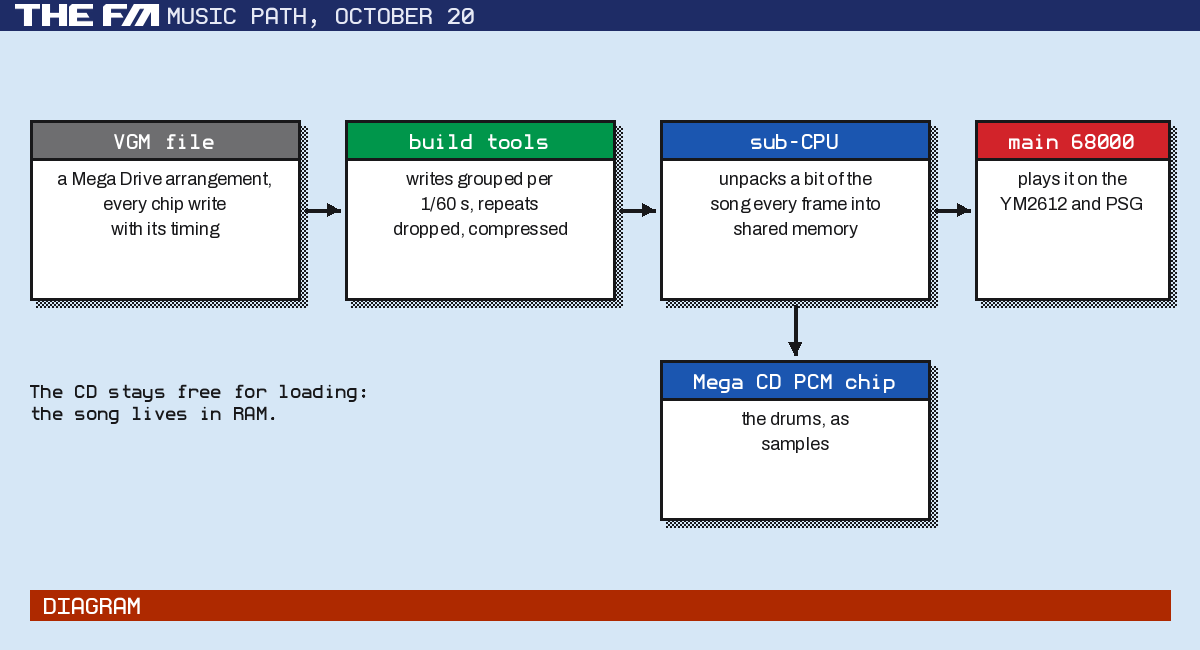 THE FM MUSIC PATH, OCTOBER 20
VGM file
a Mega Drive arrangement,
every chip write
with its timing
build tools
writes grouped per
1/60 s, repeats
dropped, compressed
sub-CPU
unpacks a bit of the
song every frame into
shared memory
main 68000
plays it on the
YM2612 and PSG
Mega CD PCM chip
the drums, as
samples
The CD stays free for loading:
the song lives in RAM.
DIAGRAM